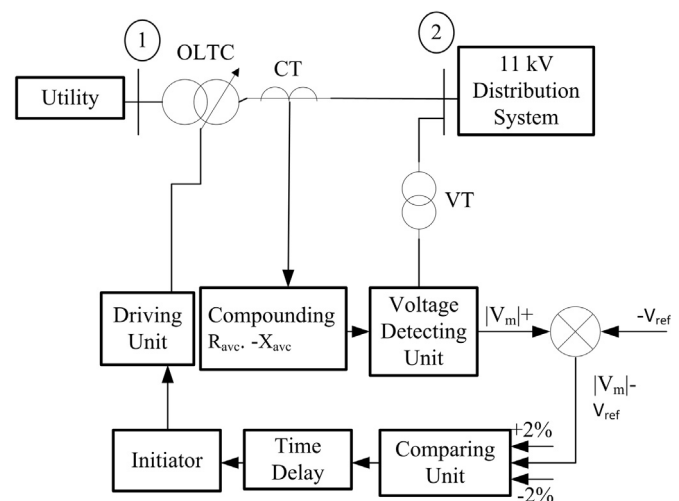 1
2
OLTC
CT
Utility
11 kV
Distribution
System
VT
Driving
Unit
Compounding
Ravc. -Xavc
Voltage
Detecting
Unit
|Vm|+
-Vref
|Vm|-
Vref
Initiator
Time
Delay
Comparing
Unit
+2%
-2%